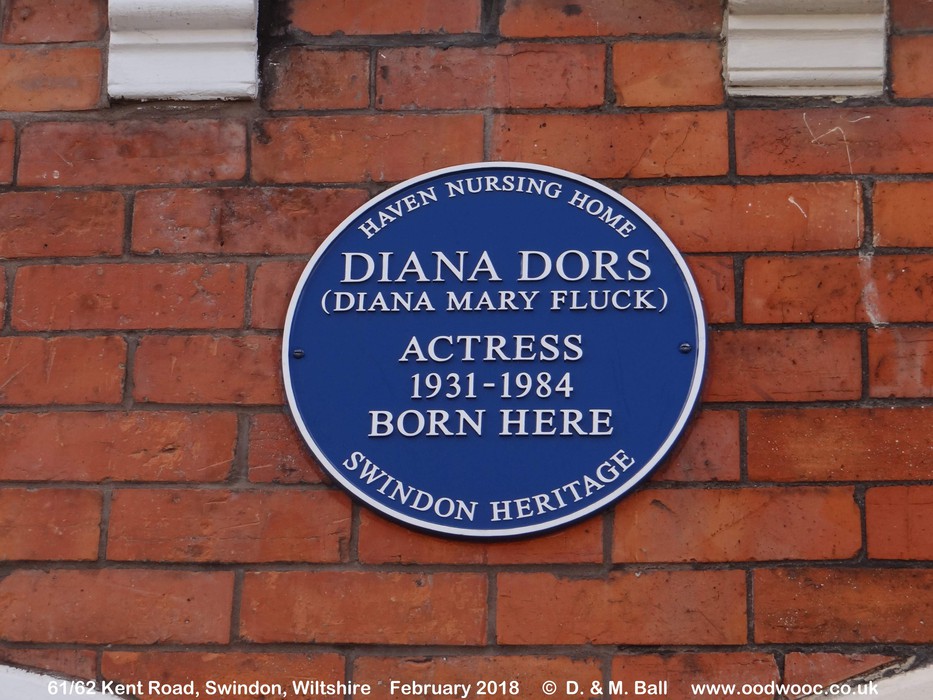 HAVEN NURSING HOME
DIANA DORS
(DIANA MARY FLUCK)
ACTRESS
1931-1984
BORN HERE
SWINDON HERITAGE
61/62 Kent Road, Swindon, Wiltshire February 2018 © D. & M. Ball www.oodwooc.co.uk